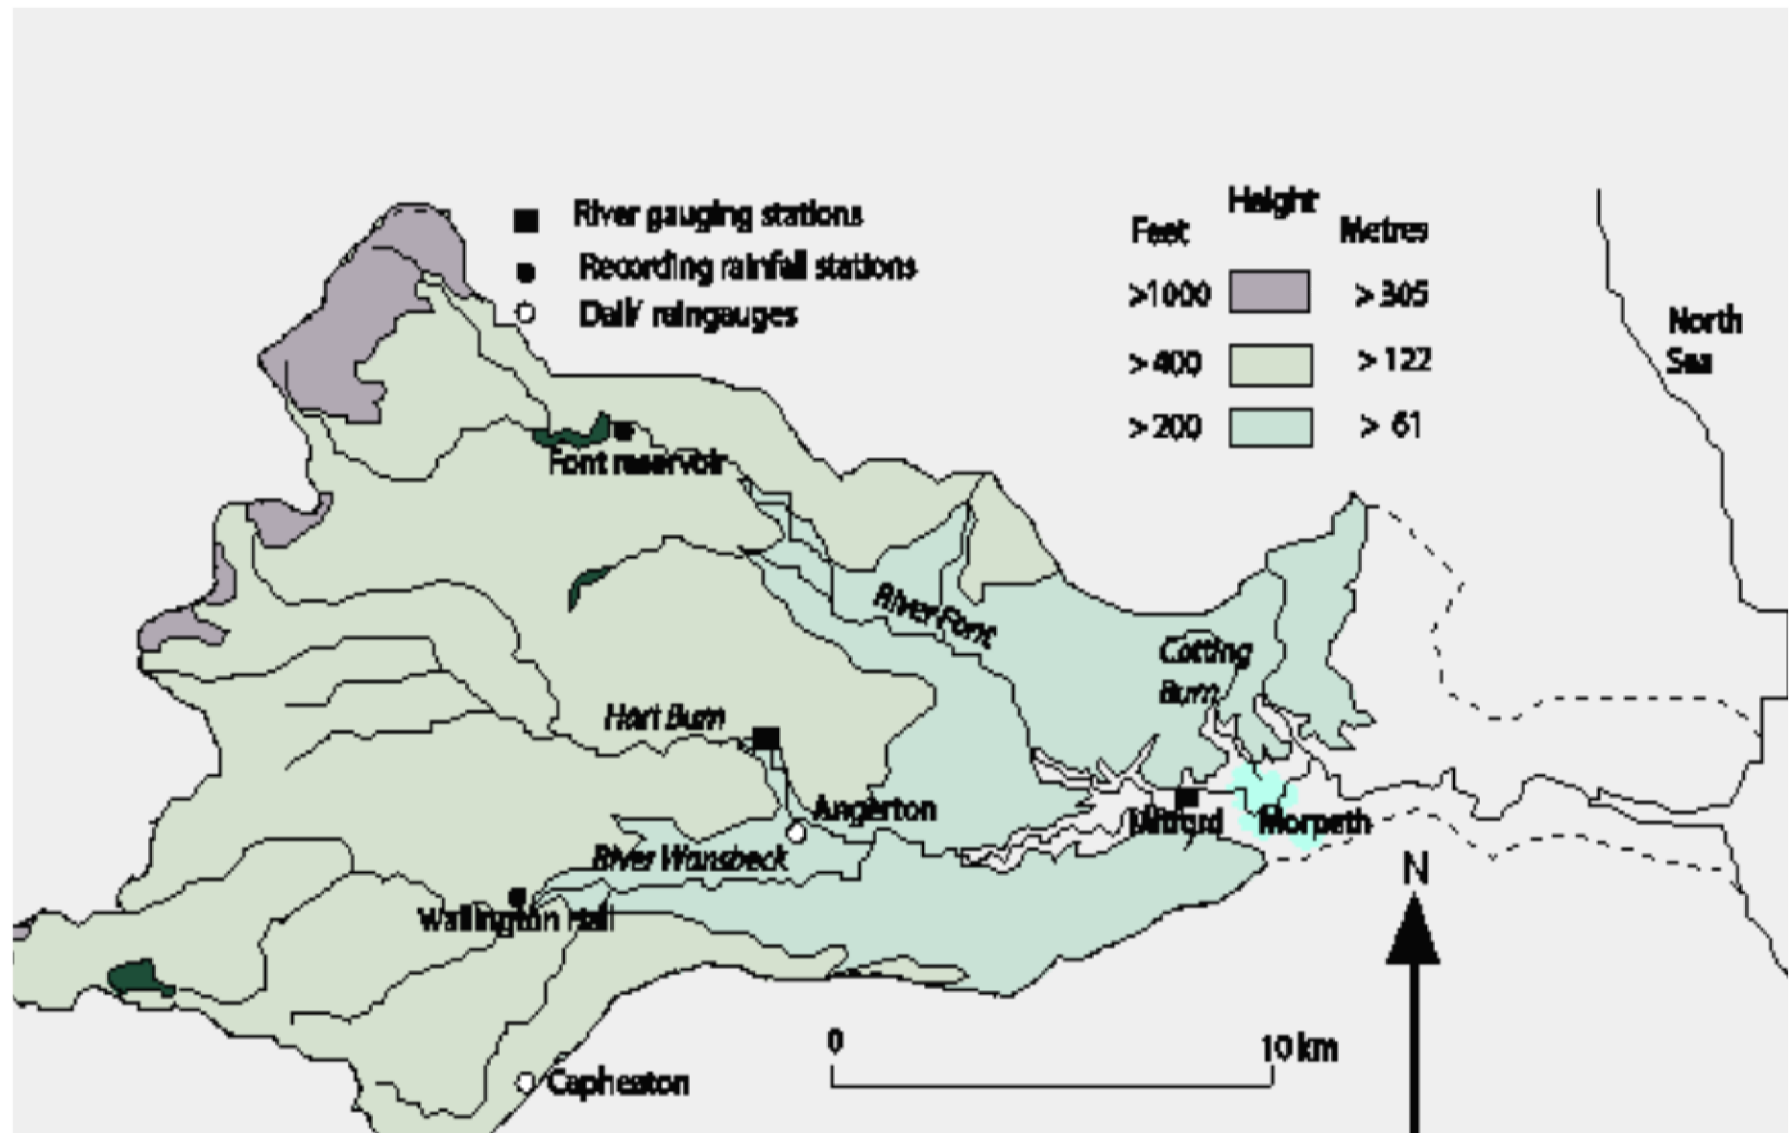 River gauging stations
Recording rainfall stations
Dail/ raingauges
Height
Feet
Metres
>1000
> 305
> 400
> 122
> 200
> 61
North
Sea
Font reservoir
River Font
Cotting
Burn
Hart Burn
Angerton
Mitford
Morpeth
River Wansbeck
Wallington Hall
N
0
10 km
Capheaton